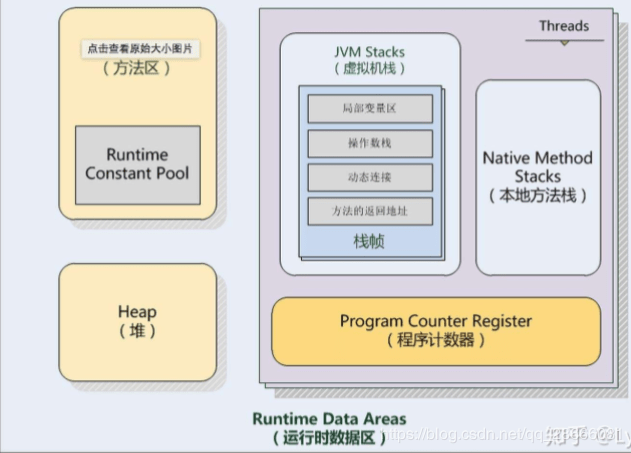 点击查看原始大小图片
(方法区)
Runtime
Constant Pool
Heap
(堆)
Threads
JVM Stacks
(虚拟机栈)
局部变量区
操作数栈
动态连接
方法的返回地址
栈帧
Native Method
Stacks
(本地方法栈)
Program Counter Register
(程序计数器)
Runtime Data Areas
(运行时数据区)
https://blog.csdn.net/qq
知乎 @Ly